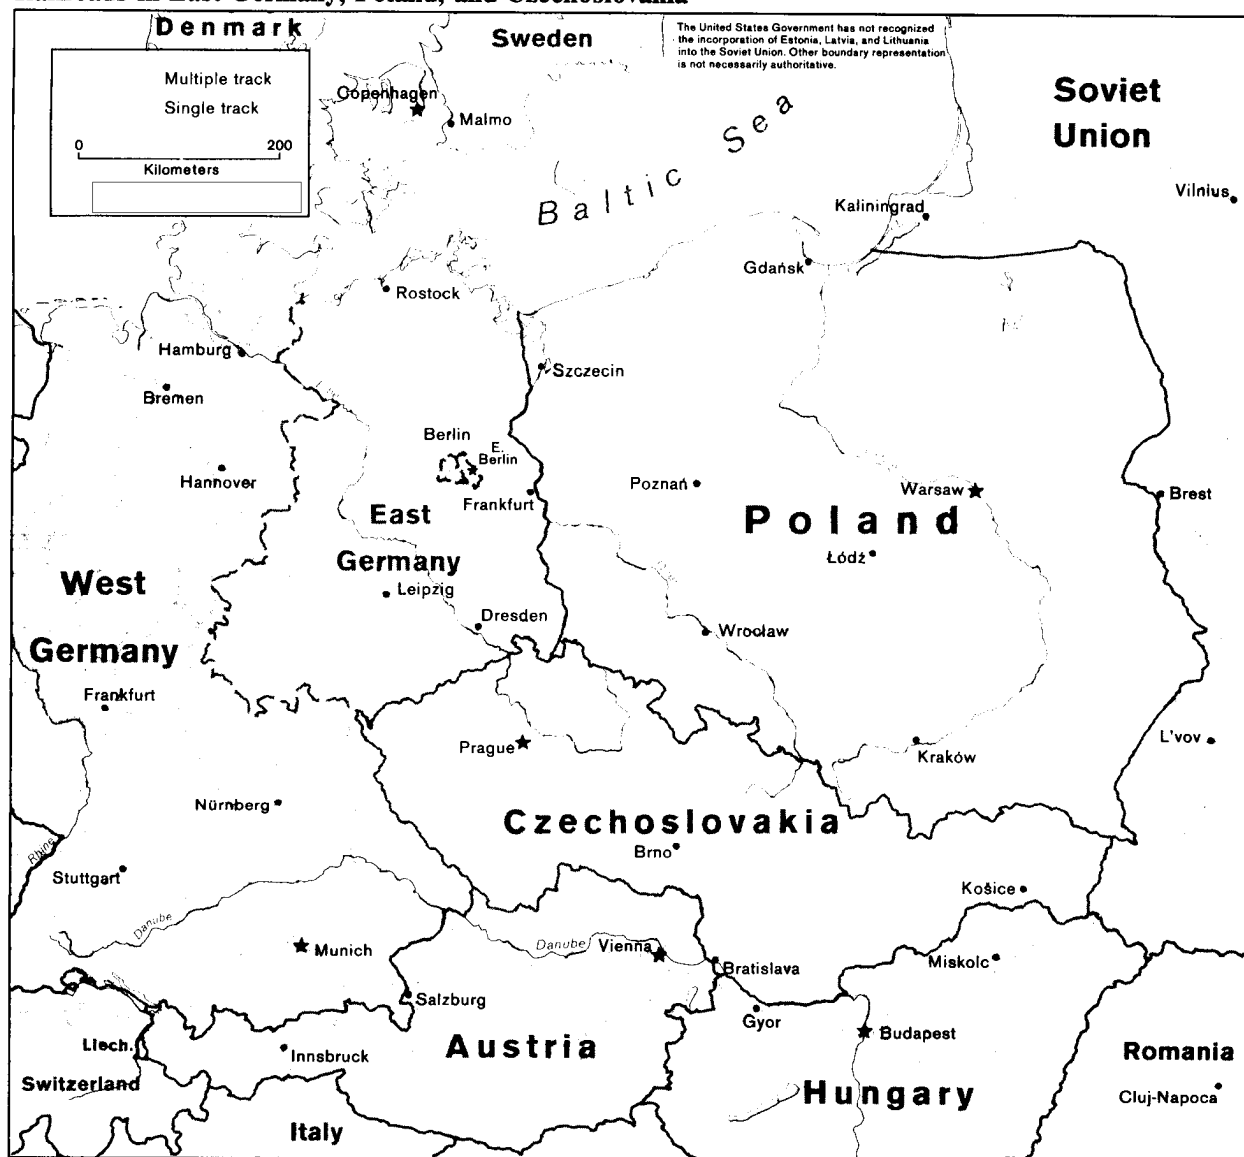 Denmark
Sweden
The United States Government has not recognized
the incorporation of Estonia, Latvia, and Lithuania
into the Soviet Union. Other boundary representation
is not necessarily authoritative.
Multiple track
Single track
0 200
Kilometers
Copenhagen
Malmo
Soviet
Union
Baltic Sea
Vilnius
Kaliningrad
Gdańsk
Rostock
Hamburg
Szczecin
Bremen
Berlin
E.
Berlin
Hannover
Frankfurt
Poznań
Warsaw
Brest
East
Germany
Poland
Łódź
West
Germany
Leipzig
Dresden
Wrocław
Frankfurt
Prague
Kraków
L'vov
Nürnberg
Czechoslovakia
Brno
Rhine
Stuttgart
Košice
Danube
Danube
Vienna
Munich
Bratislava
Miskolc
Salzburg
Gyor
Budapest
Liech.
Innsbruck
Austria
Romania
Switzerland
Hungary
Cluj-Napoca
Italy